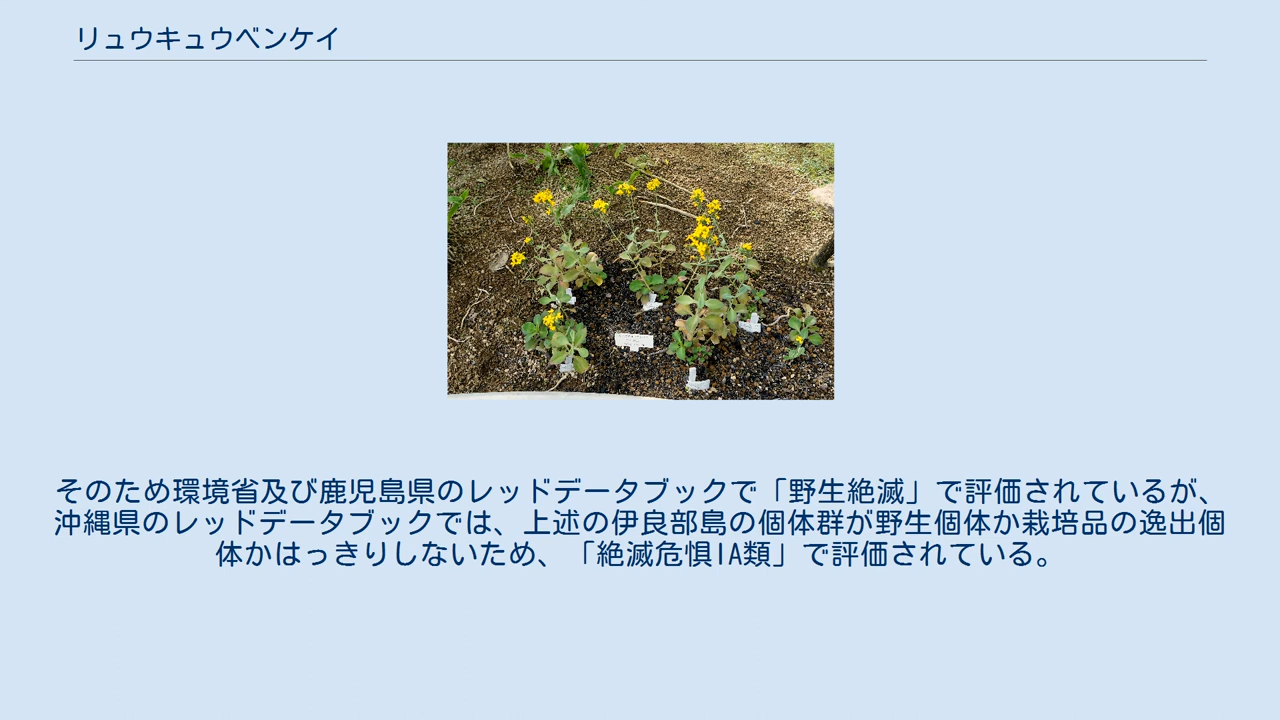 リュウキュウベンケイ
そのため環境省及び鹿児島県のレッドデータブックで「野生絶滅」で評価されているが、
沖縄県のレッドデータブックでは、上述の伊良部島の個体群が野生個体か栽培品の逸出個
体かはっきりしないため、「絶滅危惧IA類」で評価されている。